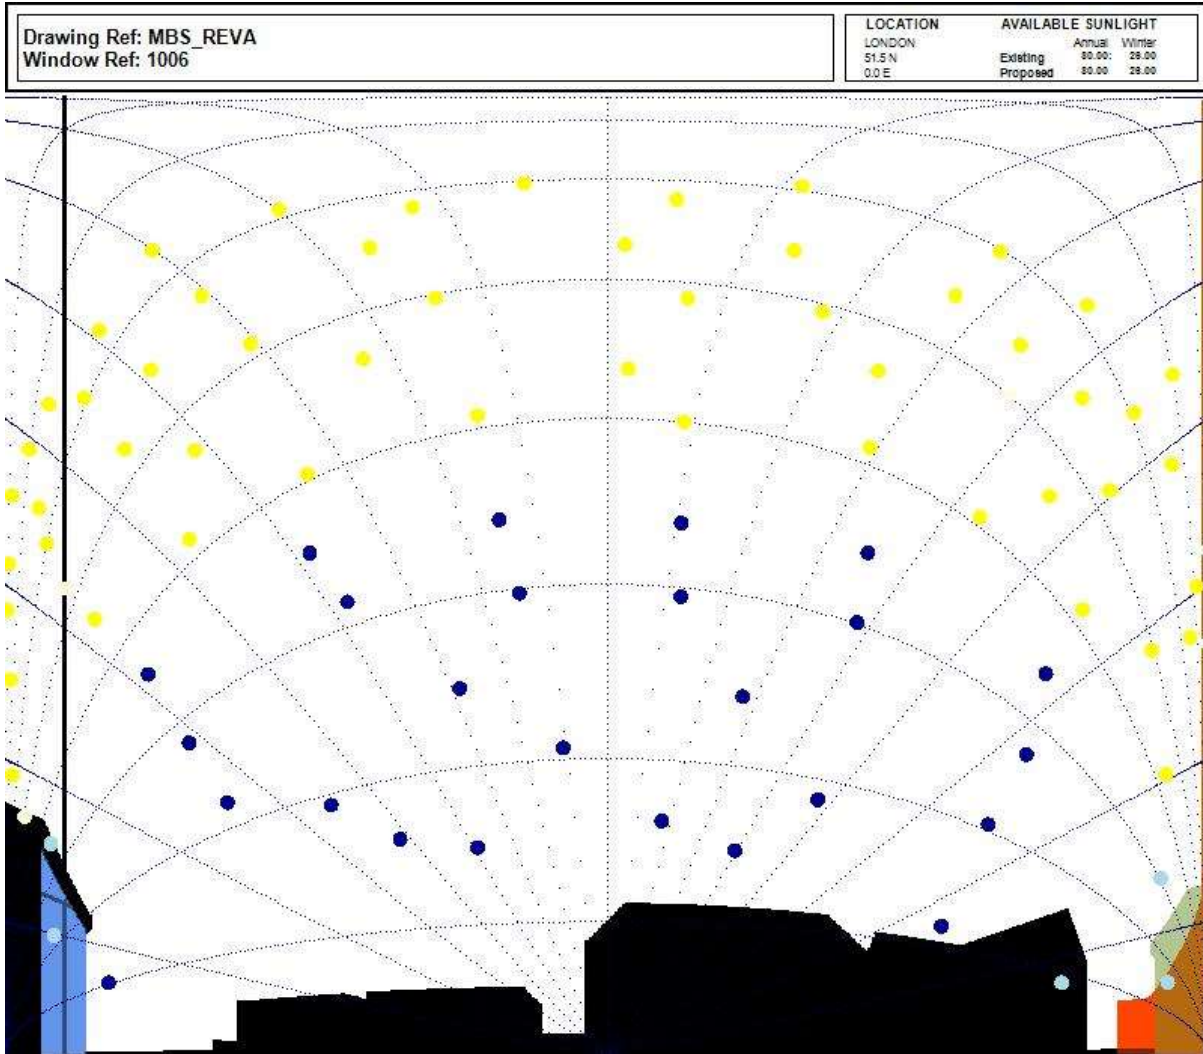 Drawing Ref: MBS_REVA
Window Ref: 1006
LOCATION
LONDON
51.5 N
0.0 E
AVAILABLE SUNLIGHT
Annual Winter
Existing 80.00: 28.00
Proposed 80.00 28.00